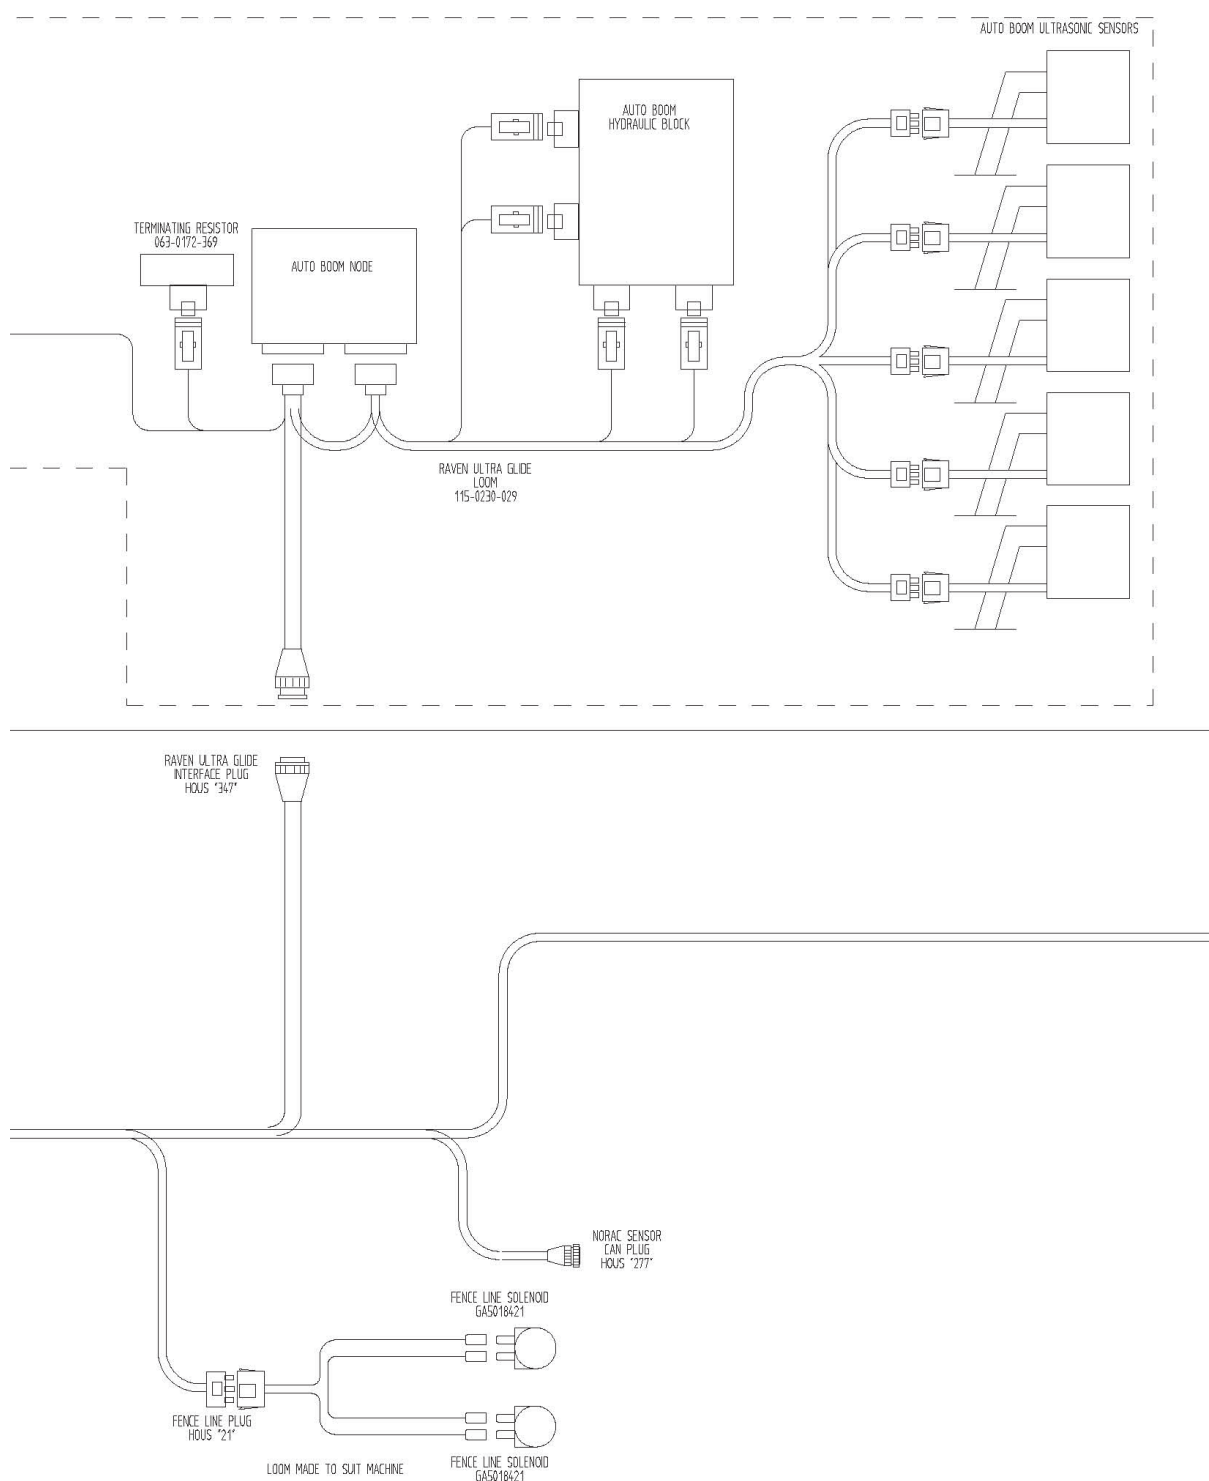 AUTO BOOM ULTRASONIC SENSORS
AUTO BOOM
HYDRAULIC BLOCK
TERMINATING RESISTOR
063-0172-369
AUTO BOOM NODE
RAVEN ULTRA GLIDE
LOOM
115-0230-029
RAVEN ULTRA GLIDE
INTERFACE PLUG
HOUS "347"
NORAC SENSOR
CAN PLUG
HOUS "277"
FENCE LINE SOLENOID
GA5018421
FENCE LINE PLUG
HOUS "21"
LOOM MADE TO SUIT MACHINE
FENCE LINE SOLENOID
GA5018421